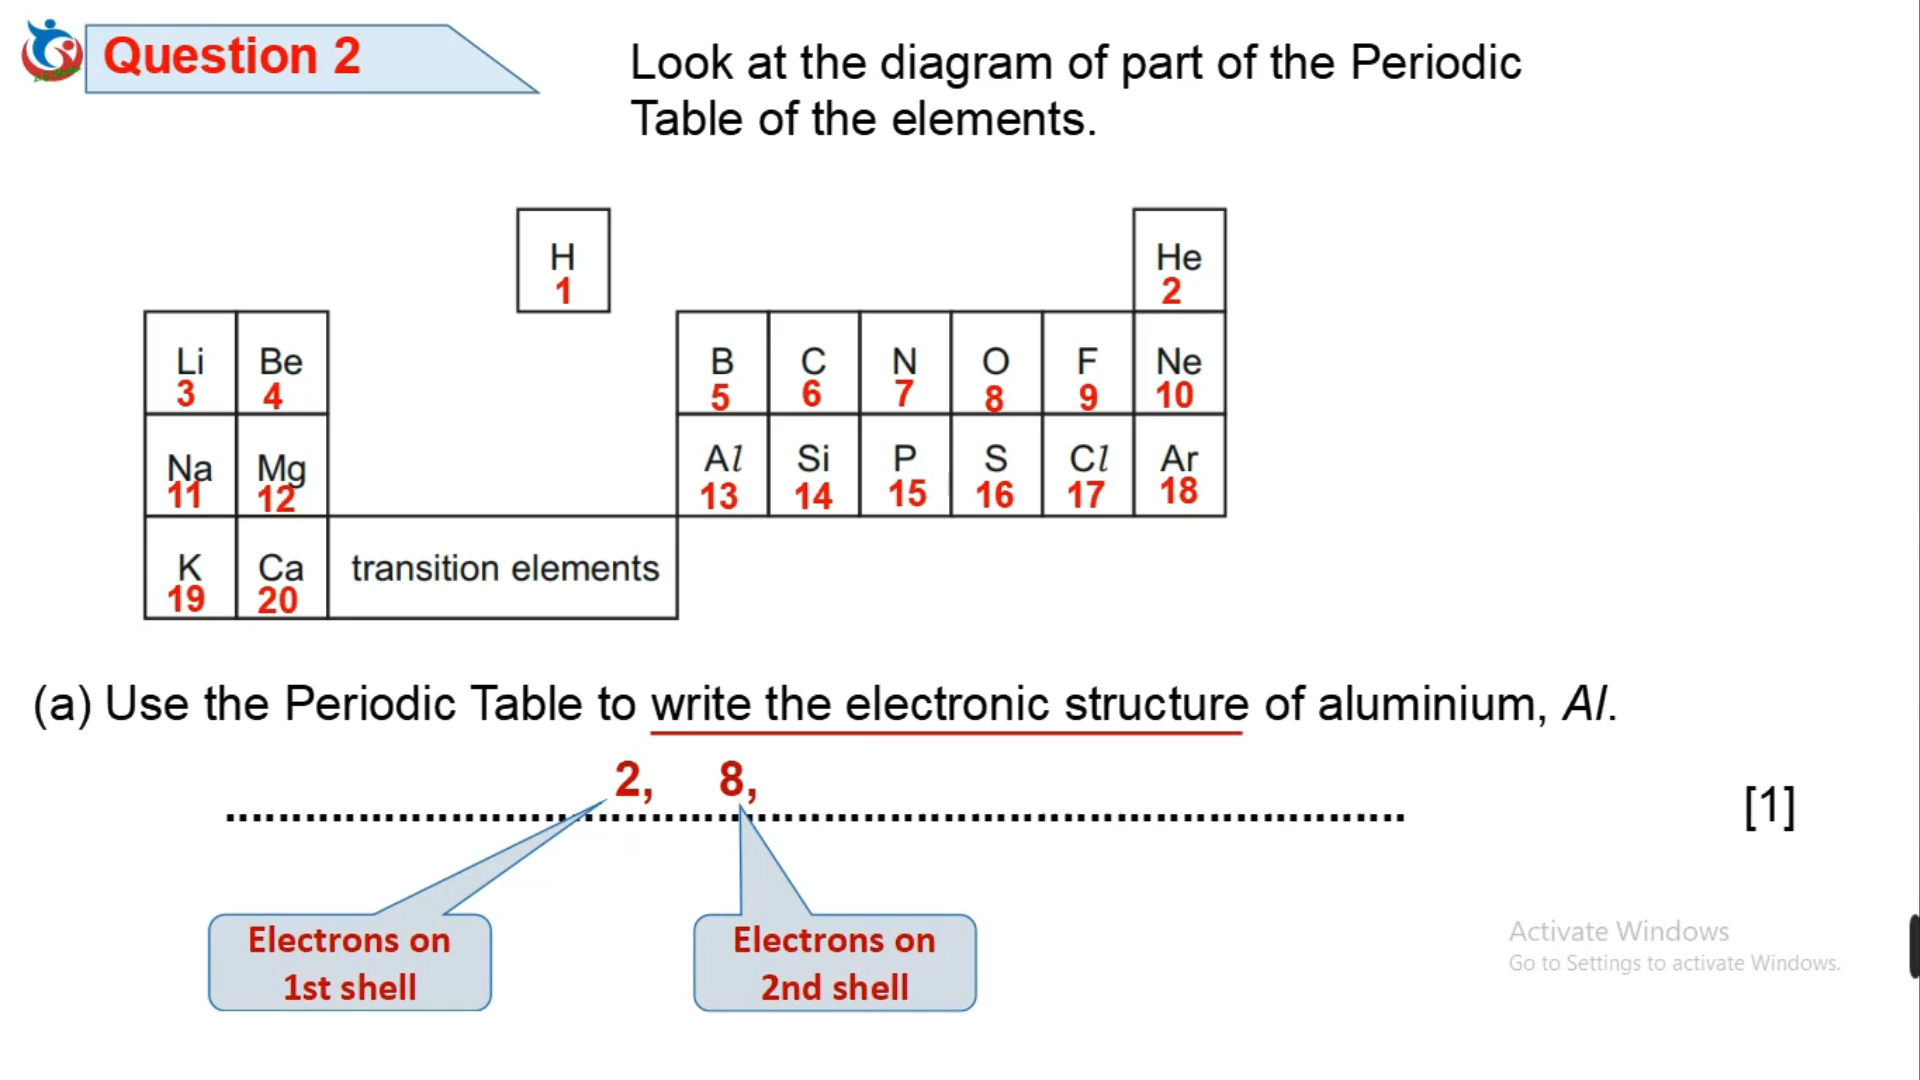 Question 2
Look at the diagram of part of the Periodic
Table of the elements.
H
1
He
2
Li
3
Be
4
B
5
C
6
N
7
O
8
F
9
Ne
10
Na
11
Mg
12
Al
13
Si
14
P
15
S
16
Cl
17
Ar
18
K
19
Ca
20
transition elements
(a) Use the Periodic Table to write the electronic structure of aluminium, Al.
2, 8,
[1]
Electrons on
1st shell
Electrons on
2nd shell
Activate Windows
Go to Settings to activate Windows.